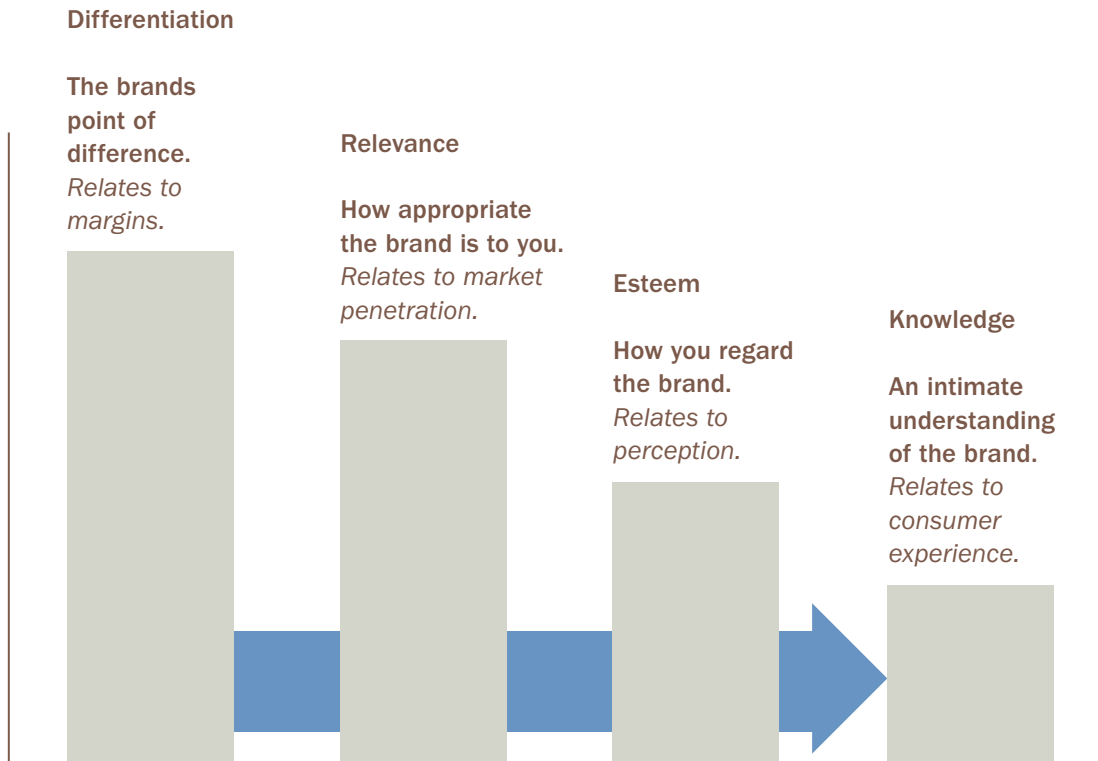 Differentiation
The brands
point of
difference.
Relates to
margins.
Relevance
How appropriate
the brand is to you.
Relates to market
penetration.
Esteem
How you regard
the brand.
Relates to
perception.
Knowledge
An intimate
understanding
of the brand.
Relates to
consumer
experience.